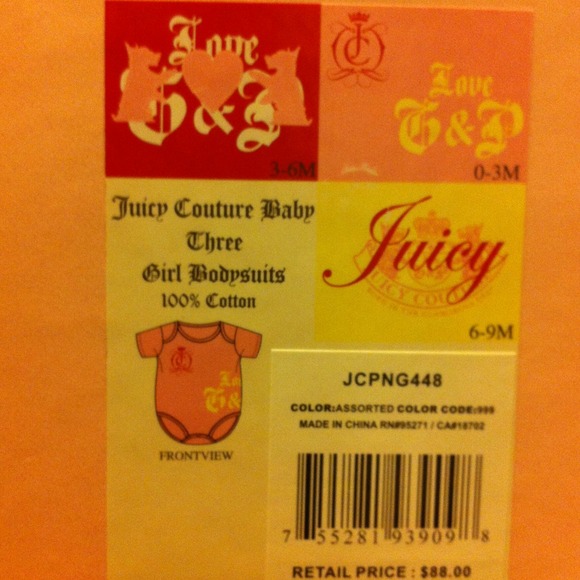 Love
G&P
3-6M
JC
Love
G&P
0-3M
Juicy Couture Baby
Three
Girl Bodysuits
100% Cotton
Juicy
6-9M
JC
G&
FRONTVIEW
JCPNG448
COLOR:ASSORTED COLOR CODE:999
MADE IN CHINA RN#95271 / CA#18702
7 55281 93909 8
RETAIL PRICE : $88.00